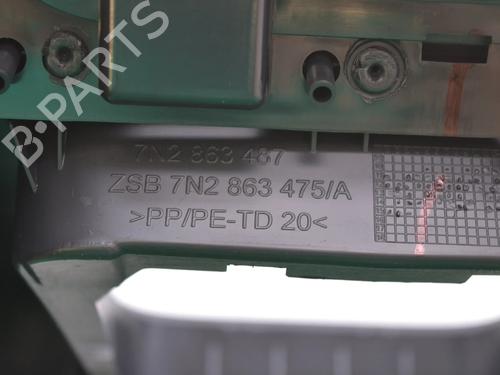 B-PARTS
7N2 863 487
ZSB 7N2 863 475/A
>PP/PE-TD 20<